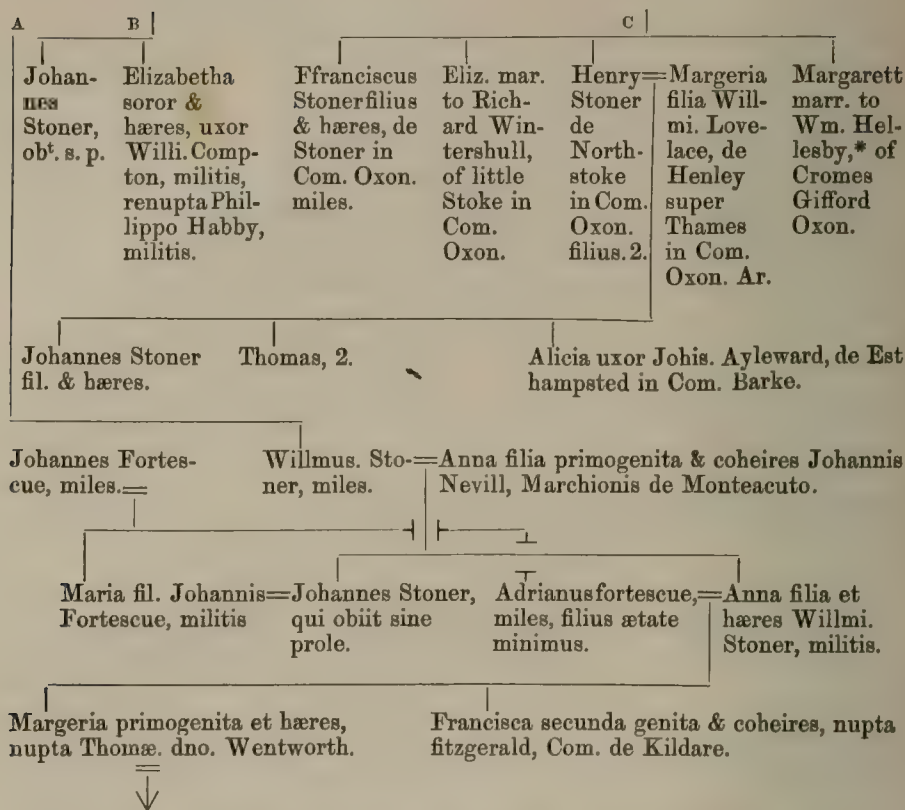 A B C
Johan-
nes
Stoner,
obᵗ. s. p.
Elizabetha
soror &
hæres, uxor
Willi. Comp-
ton, militis,
renupta Phil-
lippo Habby,
militis.
Ffranciscus
Stoner filius
& hæres, de
Stoner in
Com. Oxon.
miles.
Eliz. mar.
to Rich-
ard Win-
tershull,
of little
Stoke in
Com.
Oxon.
Henry=
Stoner
de
North-
stoke
in Com.
Oxon.
filius. 2.
Margeria
filia Will-
mi. Love-
lace, de
Henley
super
Thames
in Com.
Oxon. Ar.
Margarett
marr. to
Wm. Hel-
lesby,* of
Cromes
Gifford
Oxon.
Johannes Stoner
fil. & hæres.
Thomas, 2.
Alicia uxor Johis. Ayleward, de Est
hampsted in Com. Barke.
Johannes Fortes-
cue, miles.=
Willmus. Sto-=
ner, miles.
Anna filia primogenita & coheires Johannis
Nevill, Marchionis de Monteacuto.
Maria fil. Johannis=
Fortescue, militis
Johannes Stoner,
qui obiit sine
prole.
Adrianus fortescue,=
miles, filius ætate
minimus.
Anna filia et
hæres Willmi.
Stoner, militis.
Margeria primogenita et hæres,
nupta Thomæ. dno. Wentworth.
Francisca secunda genita & coheires, nupta
fitzgerald, Com. de Kildare.